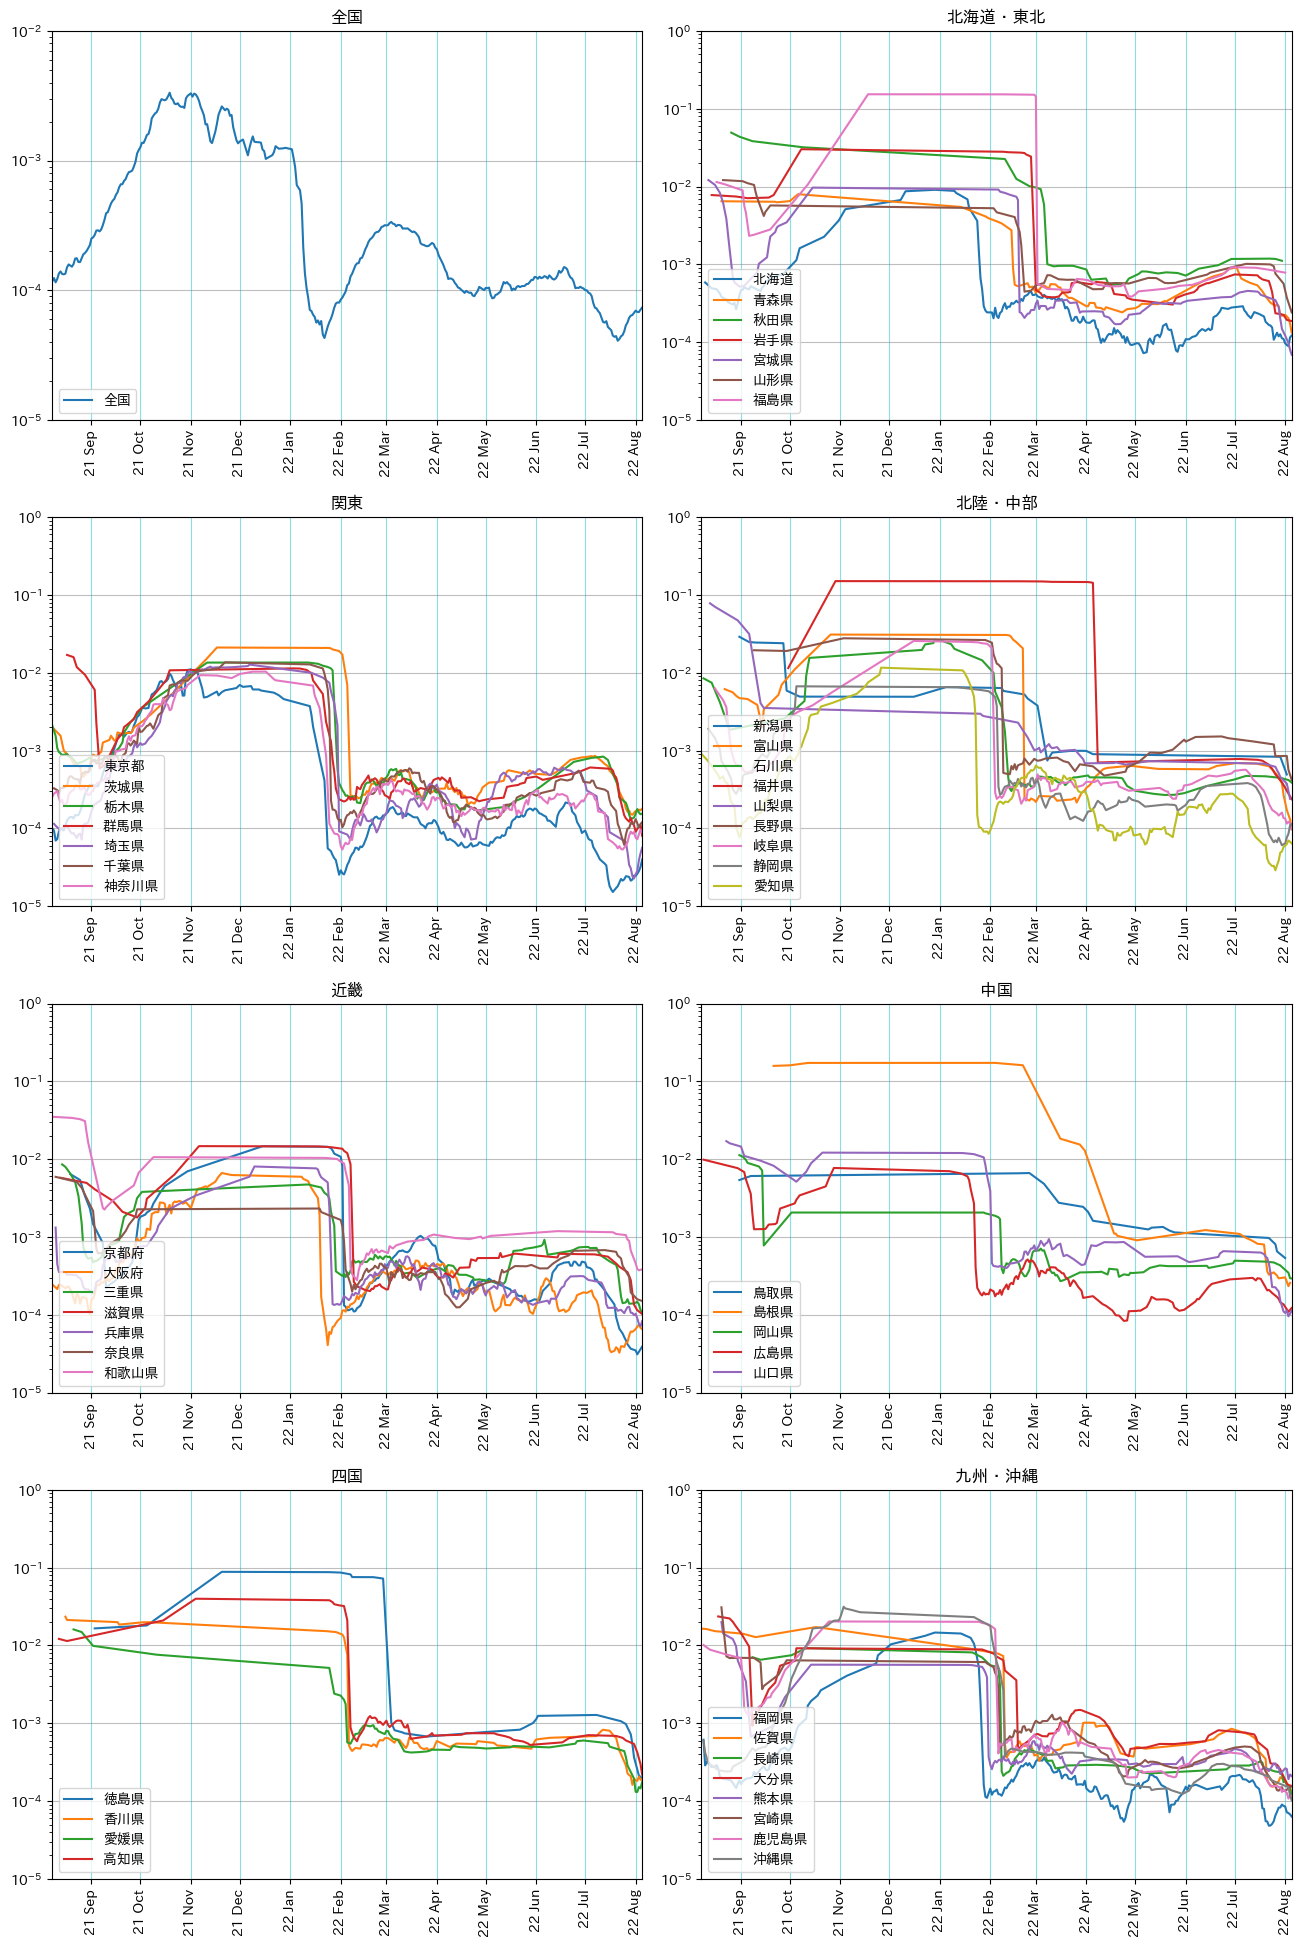 全国
10⁻²
10⁻³
10⁻⁴
10⁻⁵
全国
21 Sep
21 Oct
21 Nov
21 Dec
22 Jan
22 Feb
22 Mar
22 Apr
22 May
22 Jun
22 Jul
22 Aug
北海道・東北
10⁰
10⁻¹
10⁻²
10⁻³
10⁻⁴
10⁻⁵
北海道
青森県
秋田県
岩手県
宮城県
山形県
福島県
21 Sep
21 Oct
21 Nov
21 Dec
22 Jan
22 Feb
22 Mar
22 Apr
22 May
22 Jun
22 Jul
22 Aug
関東
10⁰
10⁻¹
10⁻²
10⁻³
10⁻⁴
10⁻⁵
東京都
茨城県
栃木県
群馬県
埼玉県
千葉県
神奈川県
21 Sep
21 Oct
21 Nov
21 Dec
22 Jan
22 Feb
22 Mar
22 Apr
22 May
22 Jun
22 Jul
22 Aug
北陸・中部
10⁰
10⁻¹
10⁻²
10⁻³
10⁻⁴
10⁻⁵
新潟県
富山県
石川県
福井県
山梨県
長野県
岐阜県
静岡県
愛知県
21 Sep
21 Oct
21 Nov
21 Dec
22 Jan
22 Feb
22 Mar
22 Apr
22 May
22 Jun
22 Jul
22 Aug
近畿
10⁰
10⁻¹
10⁻²
10⁻³
10⁻⁴
10⁻⁵
京都府
大阪府
三重県
滋賀県
兵庫県
奈良県
和歌山県
21 Sep
21 Oct
21 Nov
21 Dec
22 Jan
22 Feb
22 Mar
22 Apr
22 May
22 Jun
22 Jul
22 Aug
中国
10⁰
10⁻¹
10⁻²
10⁻³
10⁻⁴
10⁻⁵
鳥取県
島根県
岡山県
広島県
山口県
21 Sep
21 Oct
21 Nov
21 Dec
22 Jan
22 Feb
22 Mar
22 Apr
22 May
22 Jun
22 Jul
22 Aug
四国
10⁰
10⁻¹
10⁻²
10⁻³
10⁻⁴
10⁻⁵
徳島県
香川県
愛媛県
高知県
21 Sep
21 Oct
21 Nov
21 Dec
22 Jan
22 Feb
22 Mar
22 Apr
22 May
22 Jun
22 Jul
22 Aug
九州・沖縄
10⁰
10⁻¹
10⁻²
10⁻³
10⁻⁴
10⁻⁵
福岡県
佐賀県
長崎県
大分県
熊本県
宮崎県
鹿児島県
沖縄県
21 Sep
21 Oct
21 Nov
21 Dec
22 Jan
22 Feb
22 Mar
22 Apr
22 May
22 Jun
22 Jul
22 Aug